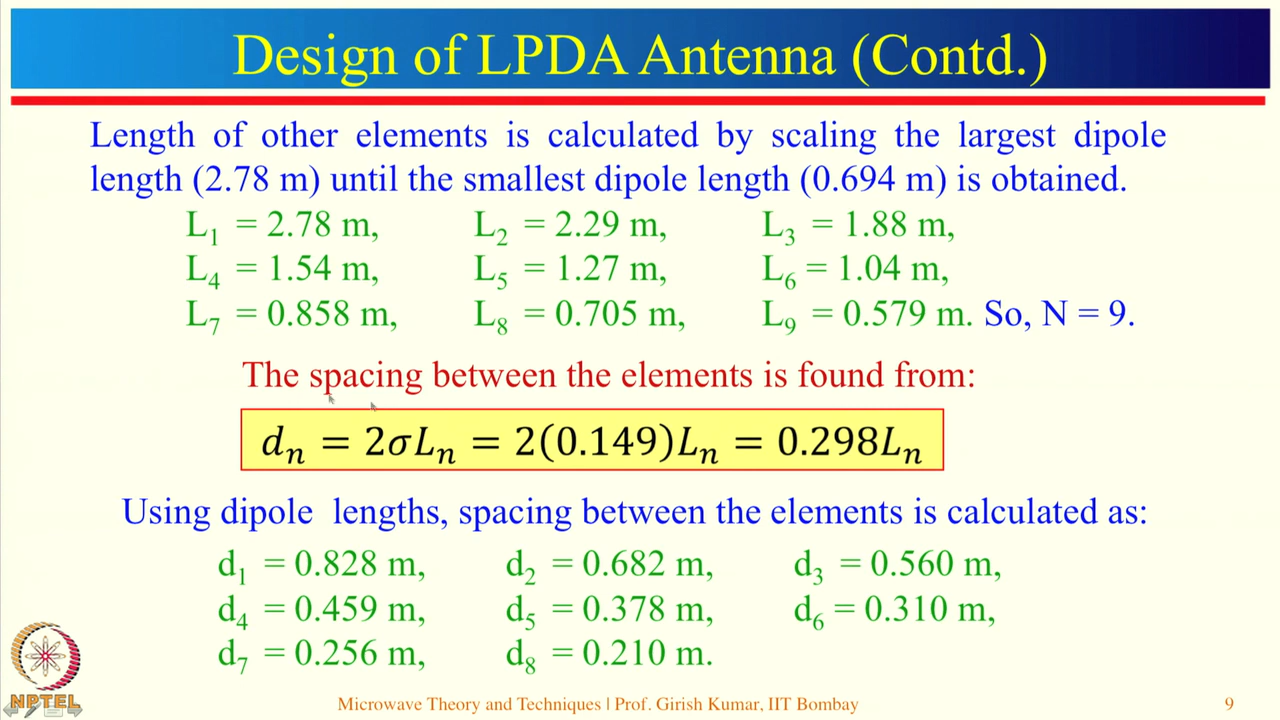 Design of LPDA Antenna (Contd.)
Length of other elements is calculated by scaling the largest dipole
length (2.78 m) until the smallest dipole length (0.694 m) is obtained.
L₁ = 2.78 m, L₂ = 2.29 m, L₃ = 1.88 m,
L₄ = 1.54 m, L₅ = 1.27 m, L₆ = 1.04 m,
L₇ = 0.858 m, L₈ = 0.705 m, L₉ = 0.579 m. So, N = 9.
The spacing between the elements is found from:
dₙ = 2σLₙ = 2(0.149)Lₙ = 0.298Lₙ
Using dipole lengths, spacing between the elements is calculated as:
d₁ = 0.828 m, d₂ = 0.682 m, d₃ = 0.560 m,
d₄ = 0.459 m, d₅ = 0.378 m, d₆ = 0.310 m,
d₇ = 0.256 m, d₈ = 0.210 m.
NPTEL
Microwave Theory and Techniques | Prof. Girish Kumar, IIT Bombay
9